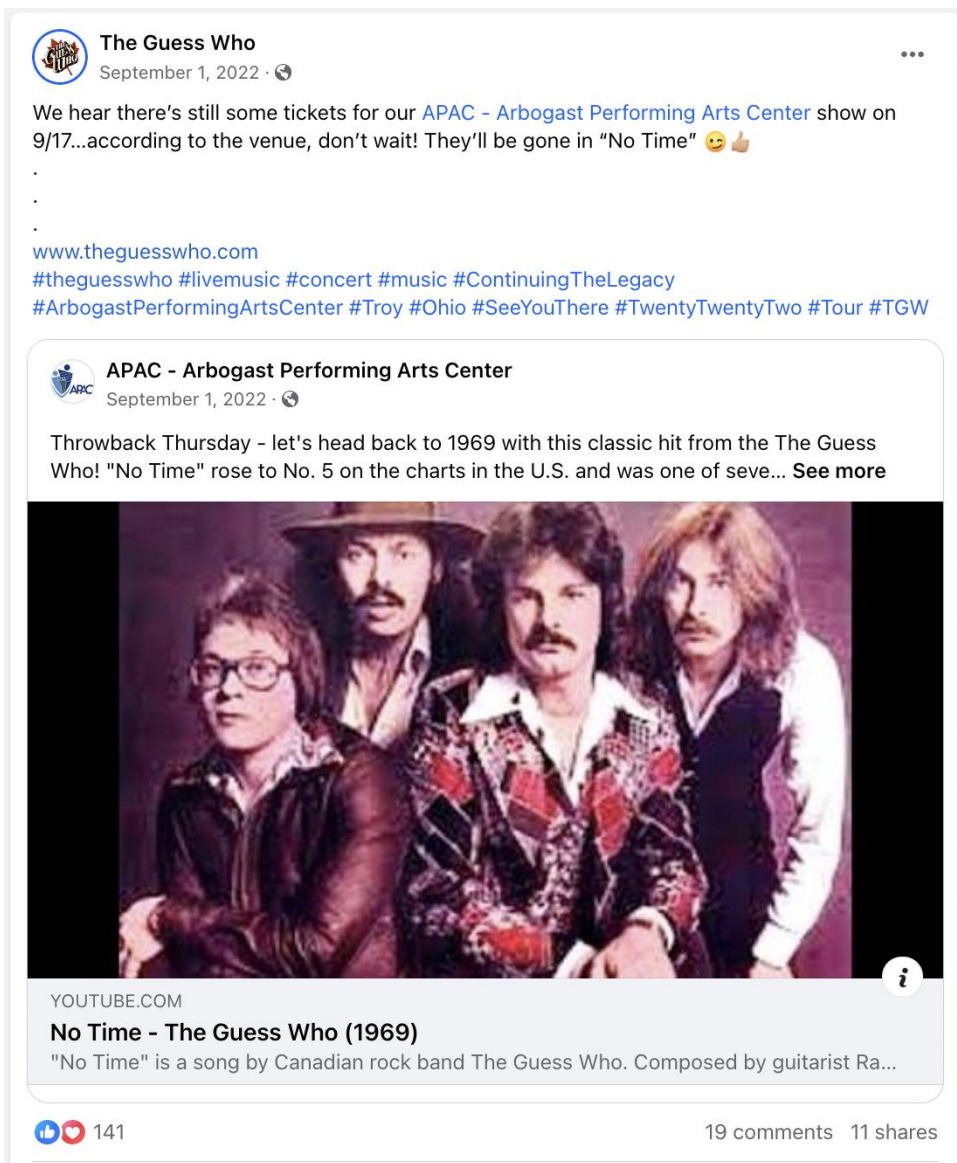 The Guess Who
September 1, 2022 ·
We hear there’s still some tickets for our APAC - Arbogast Performing Arts Center show on
9/17...according to the venue, don’t wait! They’ll be gone in “No Time” 😉👍🏼
.
.
.
www.theguesswho.com
#theguesswho #livemusic #concert #music #ContinuingTheLegacy
#ArbogastPerformingArtsCenter #Troy #Ohio #SeeYouThere #TwentyTwentyTwo #Tour #TGW
APAC
APAC - Arbogast Performing Arts Center
September 1, 2022 ·
Throwback Thursday - let's head back to 1969 with this classic hit from the The Guess
Who! "No Time" rose to No. 5 on the charts in the U.S. and was one of seve... See more
i
YOUTUBE.COM
No Time - The Guess Who (1969)
"No Time" is a song by Canadian rock band The Guess Who. Composed by guitarist Ra...
141
19 comments 11 shares